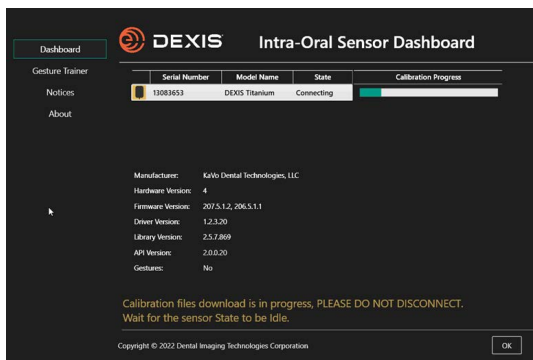 DEXIS Intra-Oral Sensor Dashboard
Dashboard
Gesture Trainer
Notices
About
Serial Number Model Name State Calibration Progress
13083653 DEXIS Titanium Connecting
Manufacturer: KaVo Dental Technologies, LLC
Hardware Version: 4
Firmware Version: 207.5.1.2, 206.5.1.1
Driver Version: 1.2.3.20
Library Version: 2.5.7.869
API Version: 2.0.0.20
Gestures: No
Calibration files download is in progress, PLEASE DO NOT DISCONNECT.
Wait for the sensor State to be Idle.
Copyright © 2022 Dental Imaging Technologies Corporation
OK